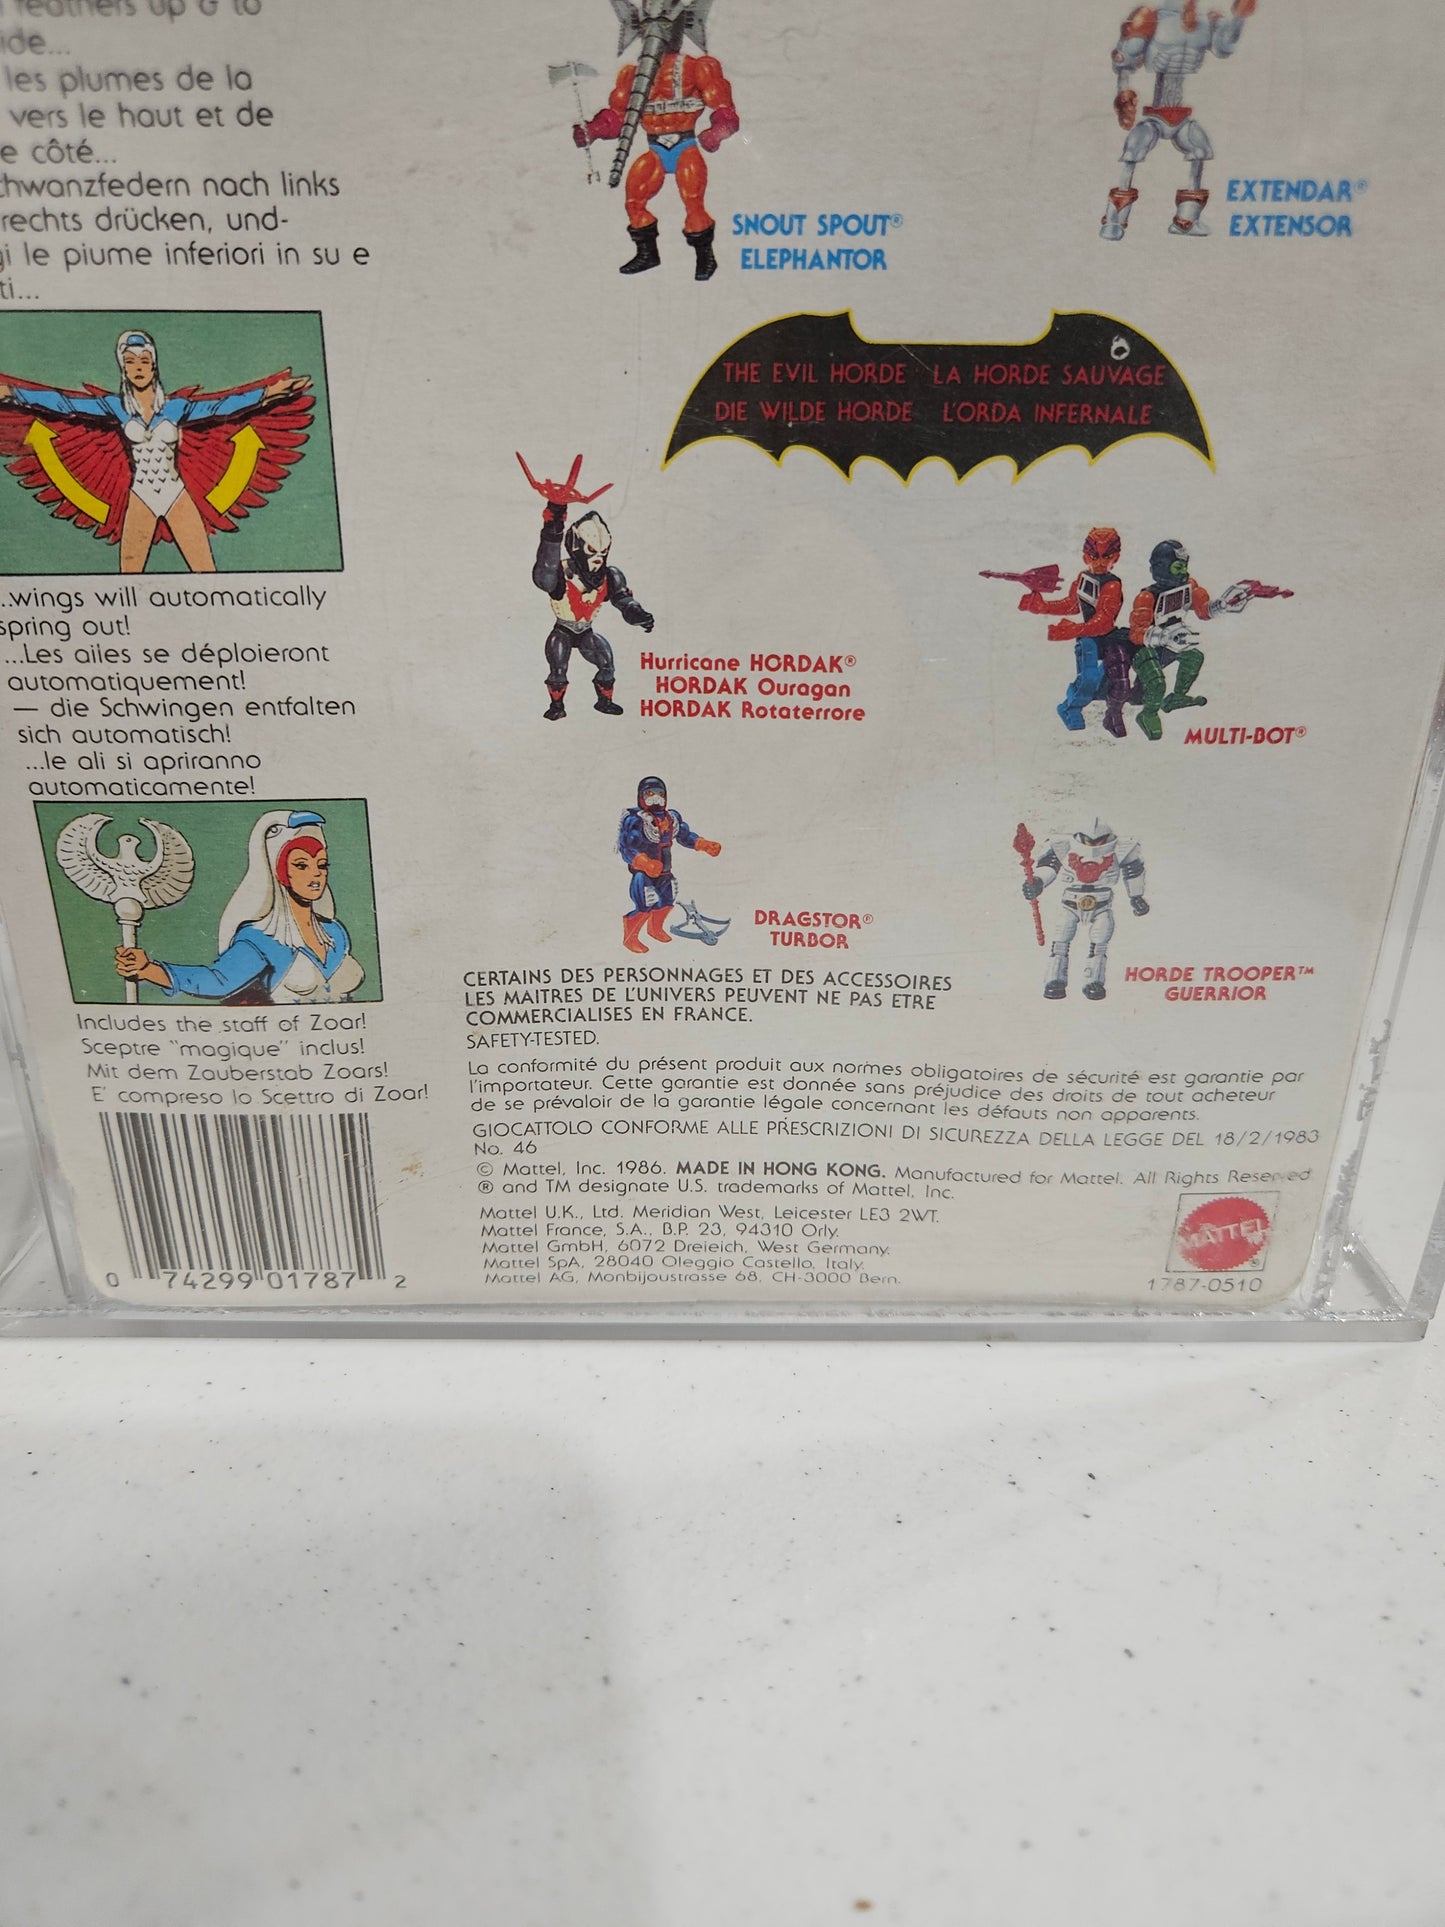 feathers up & to
ide...
les plumes de la
vers le haut et de
e côté...
chwanzfedern nach links
rechts drücken, und-
gi le piume inferiori in su e
ti...
...wings will automatically
spring out!
...Les ailes se déploieront
automatiquement!
— die Schwingen entfalten
sich automatisch!
...le ali si apriranno
automaticamente!
Includes the staff of Zoar!
Sceptre "magique" inclus!
Mit dem Zauberstab Zoars!
E' compreso lo Scettro di Zoar!
0 74299 01787 2
SNOUT SPOUT®
ELEPHANTOR
EXTENDAR®
EXTENSOR
THE EVIL HORDE LA HORDE SAUVAGE
DIE WILDE HORDE L'ORDA INFERNALE
Hurricane HORDAK®
HORDAK Ouragan
HORDAK Rotaterrore
MULTI-BOT®
DRAGSTOR®
TURBOR
HORDE TROOPER™
GUERRIOR
CERTAINS DES PERSONNAGES ET DES ACCESSOIRES
LES MAITRES DE L'UNIVERS PEUVENT NE PAS ETRE
COMMERCIALISES EN FRANCE.
SAFETY-TESTED.
La conformité du présent produit aux normes obligatoires de sécurité est garantie par
l'importateur. Cette garantie est donnée sans préjudice des droits de tout acheteur
de se prévaloir de la garantie légale concernant les défauts non apparents.
GIOCATTOLO CONFORME ALLE PRESCRIZIONI DI SICUREZZA DELLA LEGGE DEL 18/2/1983
No. 46
© Mattel, Inc. 1986. MADE IN HONG KONG. Manufactured for Mattel. All Rights Reserved
® and TM designate U.S. trademarks of Mattel, Inc.
Mattel U.K., Ltd. Meridian West, Leicester LE3 2WT.
Mattel France, S.A., B.P. 23, 94310 Orly.
Mattel GmbH, 6072 Dreieich, West Germany.
Mattel SpA, 28040 Oleggio Castello, Italy.
Mattel AG, Monbijoustrasse 68, CH-3000 Bern.
MATTEL®
1787-0510